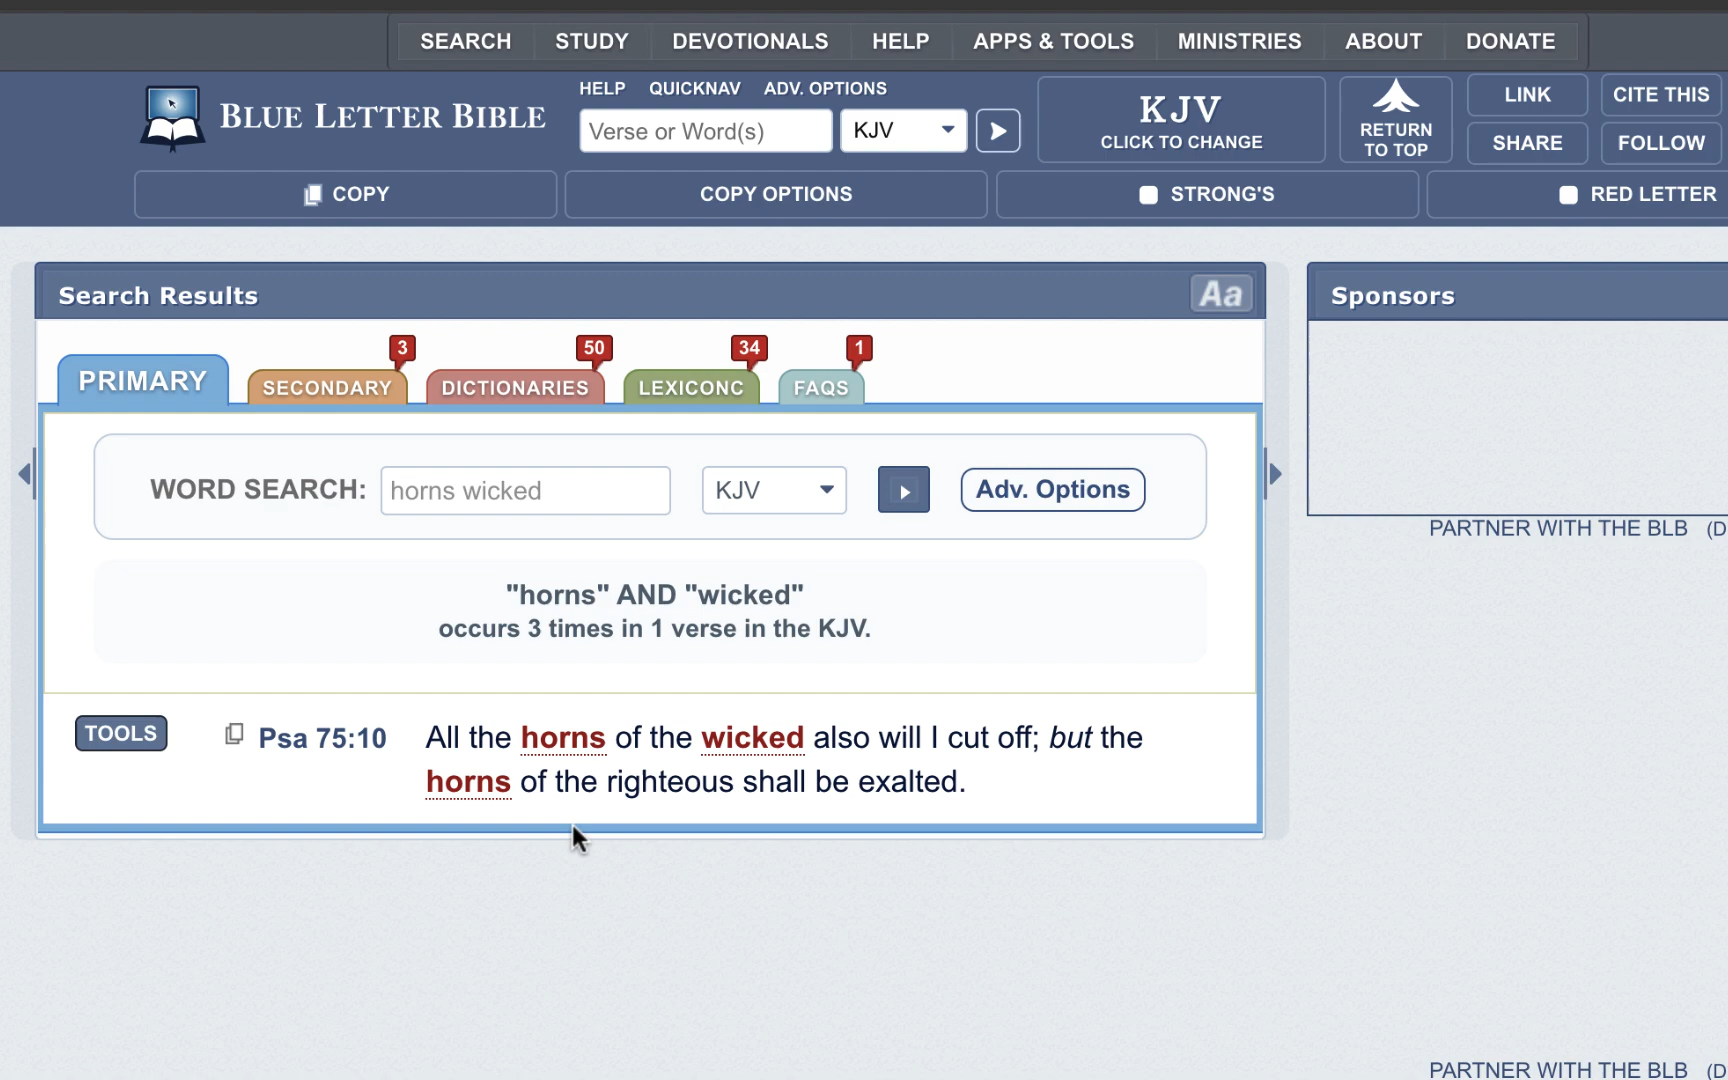 SEARCH STUDY DEVOTIONALS HELP APPS & TOOLS MINISTRIES ABOUT DONATE
BLUE LETTER BIBLE
HELP QUICKNAV ADV. OPTIONS
Verse or Word(s) KJV
KJV
CLICK TO CHANGE
RETURN
TO TOP
LINK CITE THIS
SHARE FOLLOW
COPY COPY OPTIONS STRONG'S RED LETTER
Search Results Aa
Sponsors
3 50 34 1
PRIMARY SECONDARY DICTIONARIES LEXICONC FAQS
WORD SEARCH: horns wicked KJV Adv. Options
PARTNER WITH THE BLB (D
"horns" AND "wicked"
occurs 3 times in 1 verse in the KJV.
TOOLS Psa 75:10 All the horns of the wicked also will I cut off; but the
horns of the righteous shall be exalted.
PARTNER WITH THE BLB (D